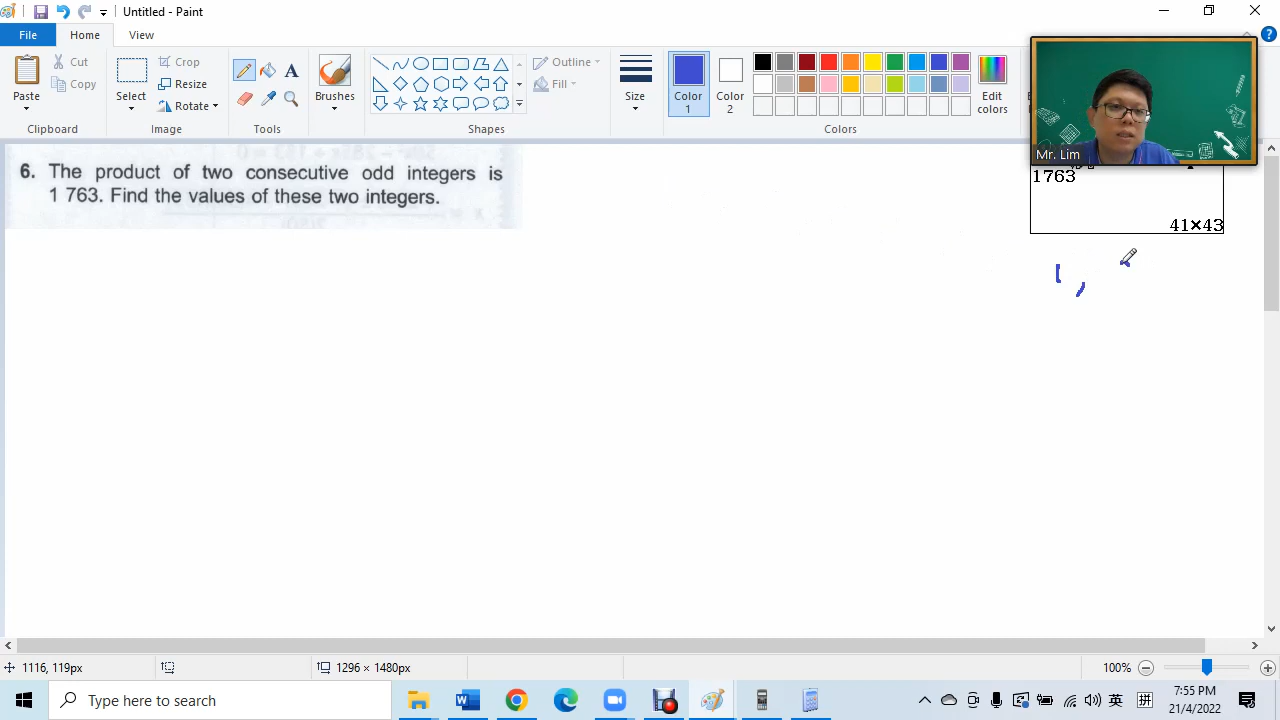 Untitled - Paint
File Home View
Paste
Cut
Copy
Clipboard
Select
Crop
Resize
Rotate
Image
A
Tools
Brushes
Outline
Fill
Shapes
Size
Color 1
Color 2
Edit colors
Colors
Mr. Lim
6. The product of two consecutive odd integers is
1 763. Find the values of these two integers.
1763
41×43
1 ,
1116, 119px
1296 × 1480px
100%
Type here to search
英
拼
7:55 PM
21/4/2022